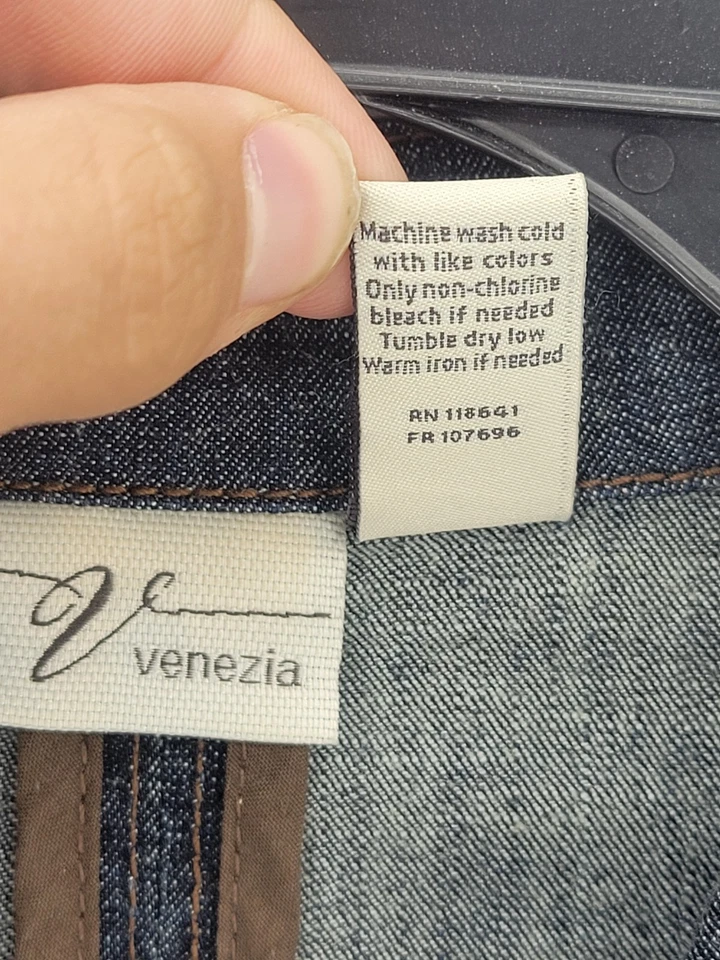 Machine wash cold
with like colors
Only non-chlorine
bleach if needed
Tumble dry low
Warm iron if needed
RN 118641
FR 107696
V
venezia